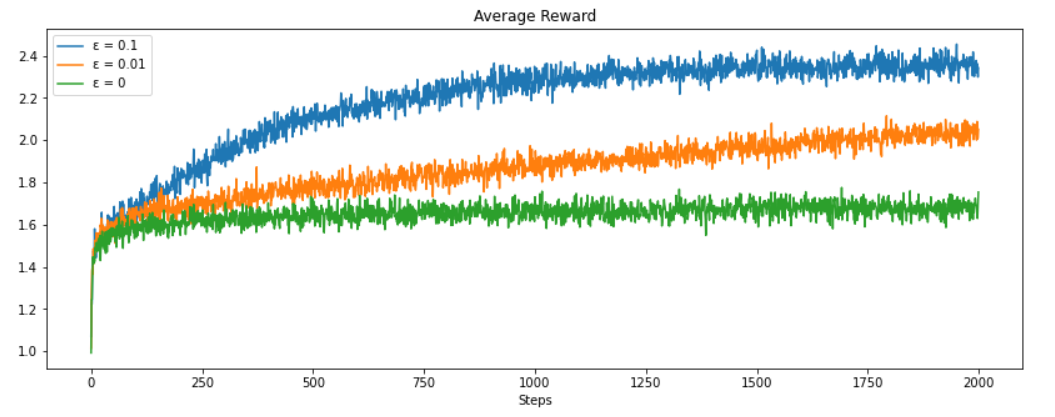 Average Reward
ε = 0.1
ε = 0.01
ε = 0
2.4
2.2
2.0
1.8
1.6
1.4
1.2
1.0
0 250 500 750 1000 1250 1500 1750 2000
Steps